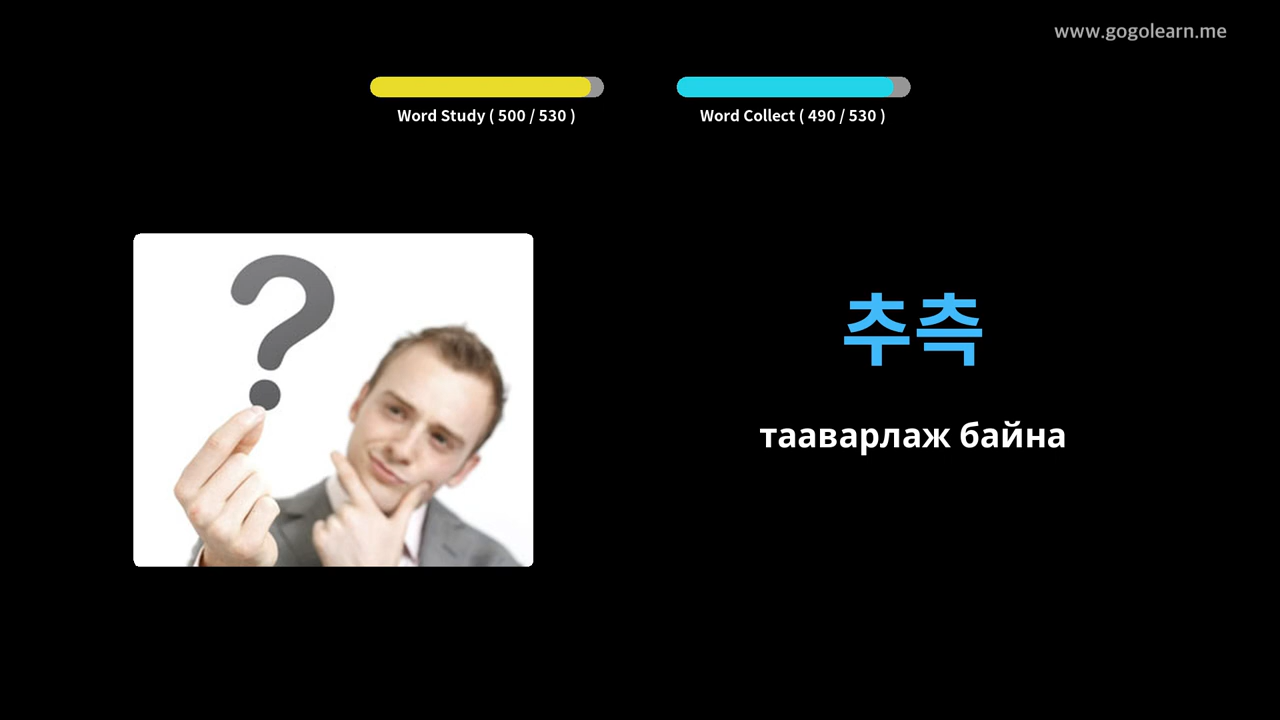 www.gogolearn.me
Word Study ( 500 / 530 )
Word Collect ( 490 / 530 )
?
추측
тааварлаж байна